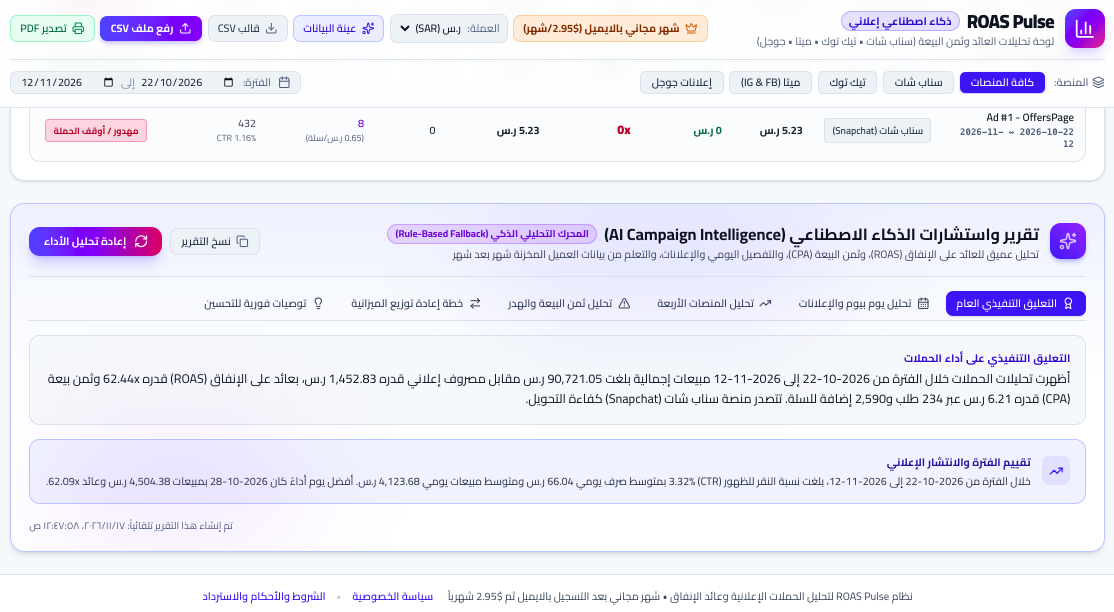 ROAS Pulse ذكاء اصطناعي إعلاني
لوحة تحليلات العائد وثمن البيعة (سناب شات • تيك توك • ميتا • جوجل)
شهر مجاني بالايميل (2.95$/شهر)
العملة: ر.س (SAR)
عينة البيانات
قالب CSV
رفع ملف CSV
تصدير PDF
المنصة: كافة المنصات سناب شات تيك توك ميتا (IG & FB) إعلانات جوجل
الفترة: 22/10/2026 إلى 12/11/2026
Ad #1 - OffersPage
2026-11- ↔ 2026-10-22
12
سناب شات (Snapchat)
5.23 ر.س
0 ر.س
0x
5.23 ر.س
0
8
(0.65 ر.س/سلة)
432
CTR 1.16%
مهدور / أوقف الحملة
تقرير واستشارات الذكاء الاصطناعي (AI Campaign Intelligence) المحرك التحليلي الذكي (Rule-Based Fallback)
تحليل عميق للعائد على الإنفاق (ROAS)، وثمن البيعة (CPA)، والتفصيل اليومي والإعلانات، والتعلم من بيانات العميل المخزنة شهر بعد شهر
نسخ التقرير
إعادة تحليل الأداء
التعليق التنفيذي العام
تحليل يوم بيوم والإعلانات
تحليل المنصات الأربعة
تحليل ثمن البيعة والهدر
خطة إعادة توزيع الميزانية
توصيات فورية للتحسين
التعليق التنفيذي على أداء الحملات
أظهرت تحليلات الحملات خلال الفترة من 2026-10-22 إلى 2026-11-12 مبيعات إجمالية بلغت 90,721.05 ر.س مقابل مصروف إعلاني قدره 1,452.83 ر.س، بعائد على الإنفاق (ROAS) قدره 62.44x وثمن بيعة
(CPA) قدره 6.21 ر.س عبر 234 طلب و2,590 إضافة للسلة. تتصدر منصة سناب شات (Snapchat) كفاءة التحويل.
تقييم الفترة والانتشار الإعلاني
خلال الفترة من 2026-10-22 إلى 2026-11-12، بلغت نسبة النقر للظهور (CTR) 3.32% بمتوسط صرف يومي 66.04 ر.س ومتوسط مبيعات يومي 4,123.68 ر.س. أفضل يوم أداءً كان 2026-10-28 بمبيعات 4,504.38 ر.س وعائد 62.09x.
تم إنشاء هذا التقرير تلقائياً: ١٧‏/١١‏/٢٠٢٦، ١٢:٤٧:٥٨ ص
نظام ROAS Pulse لتحليل الحملات الإعلانية وعائد الإنفاق • شهر مجاني بعد التسجيل بالايميل ثم 2.95$ شهرياً
سياسة الخصوصية • الشروط والأحكام والاسترداد